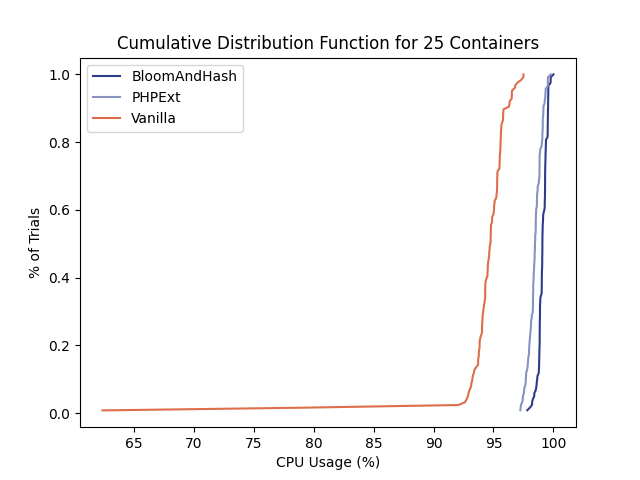 Cumulative Distribution Function for 25 Containers
BloomAndHash
PHPExt
Vanilla
% of Trials
1.0
0.8
0.6
0.4
0.2
0.0
65 70 75 80 85 90 95 100
CPU Usage (%)